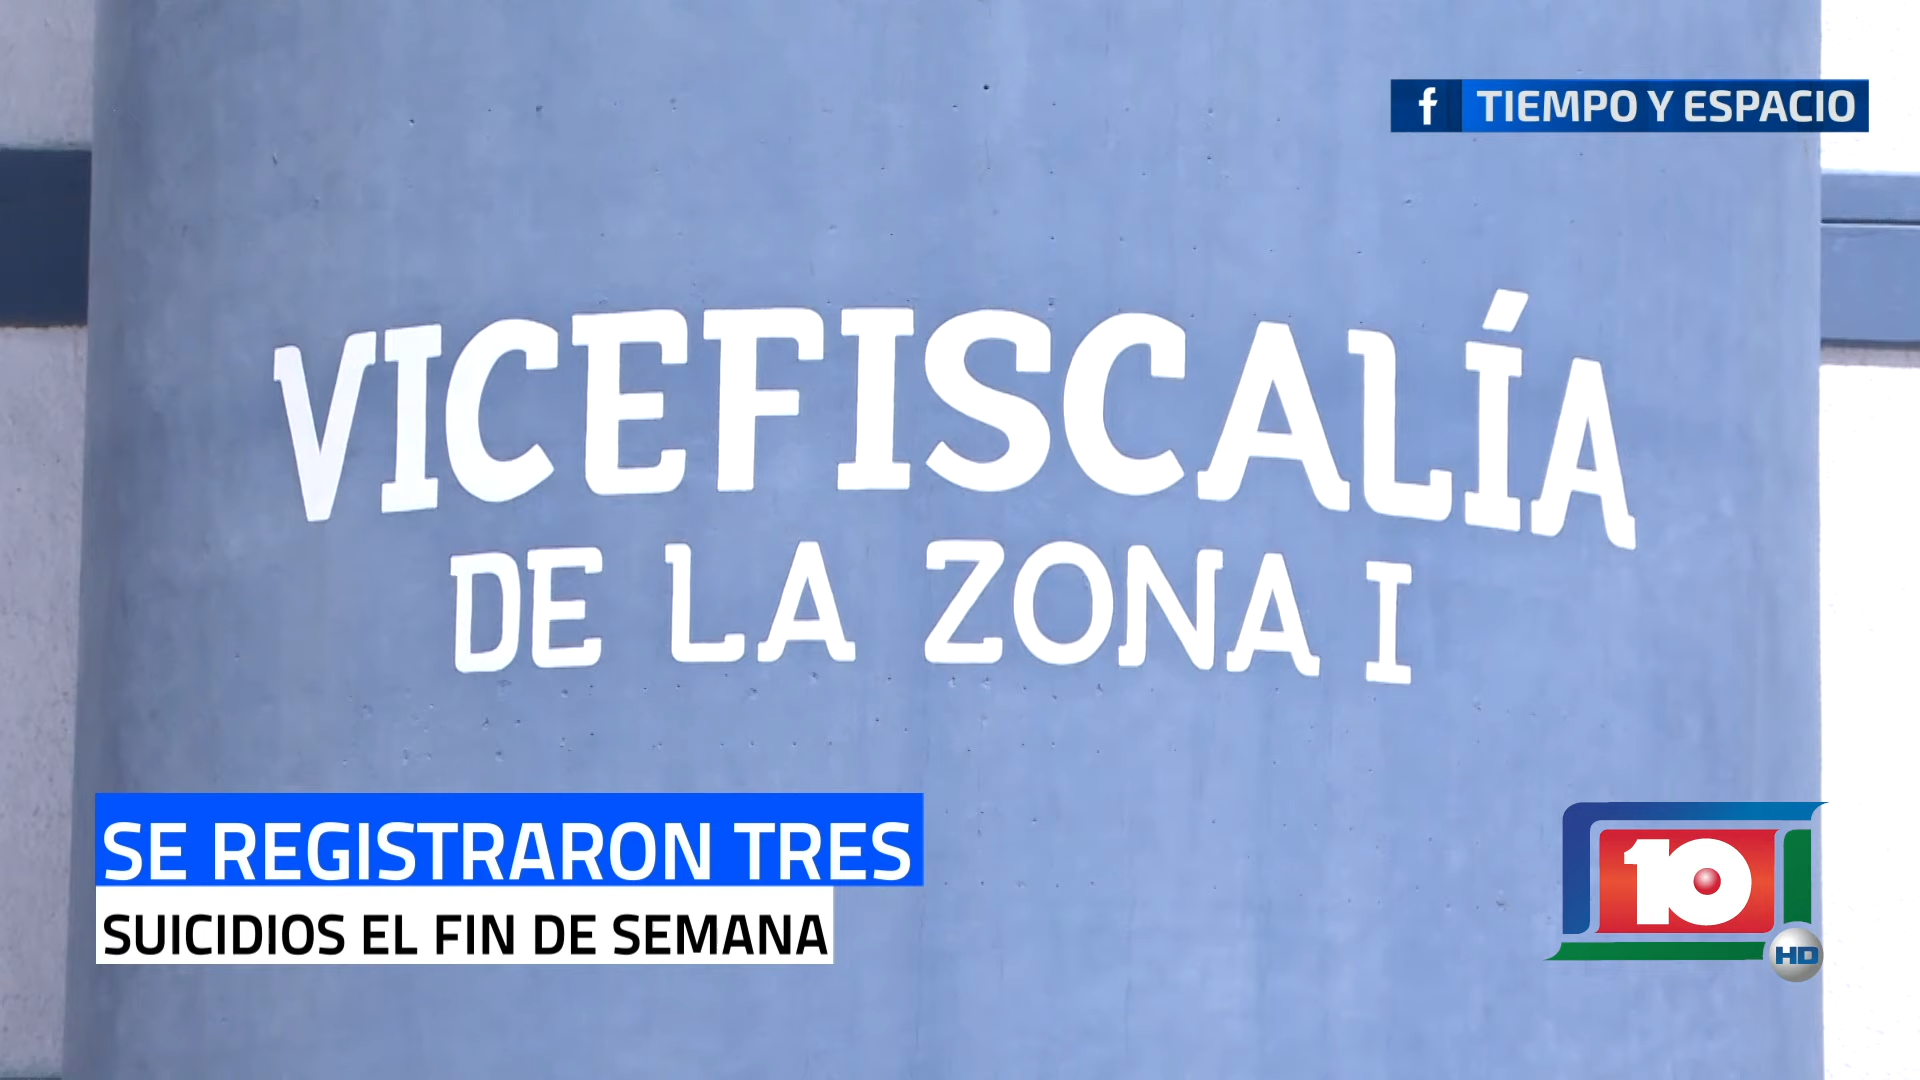 f TIEMPO Y ESPACIO
VICEFISCALÍA
DE LA ZONA I
SE REGISTRARON TRES
SUICIDIOS EL FIN DE SEMANA
10
HD